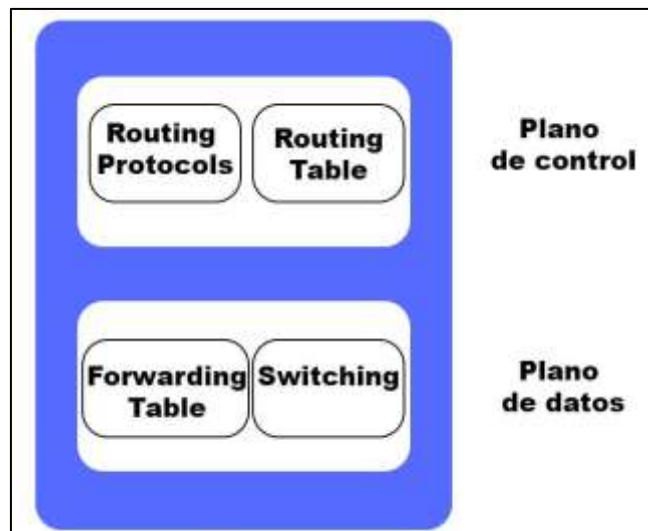 Routing
Protocols
Routing
Table
Plano
de control
Forwarding
Table
Switching
Plano
de datos